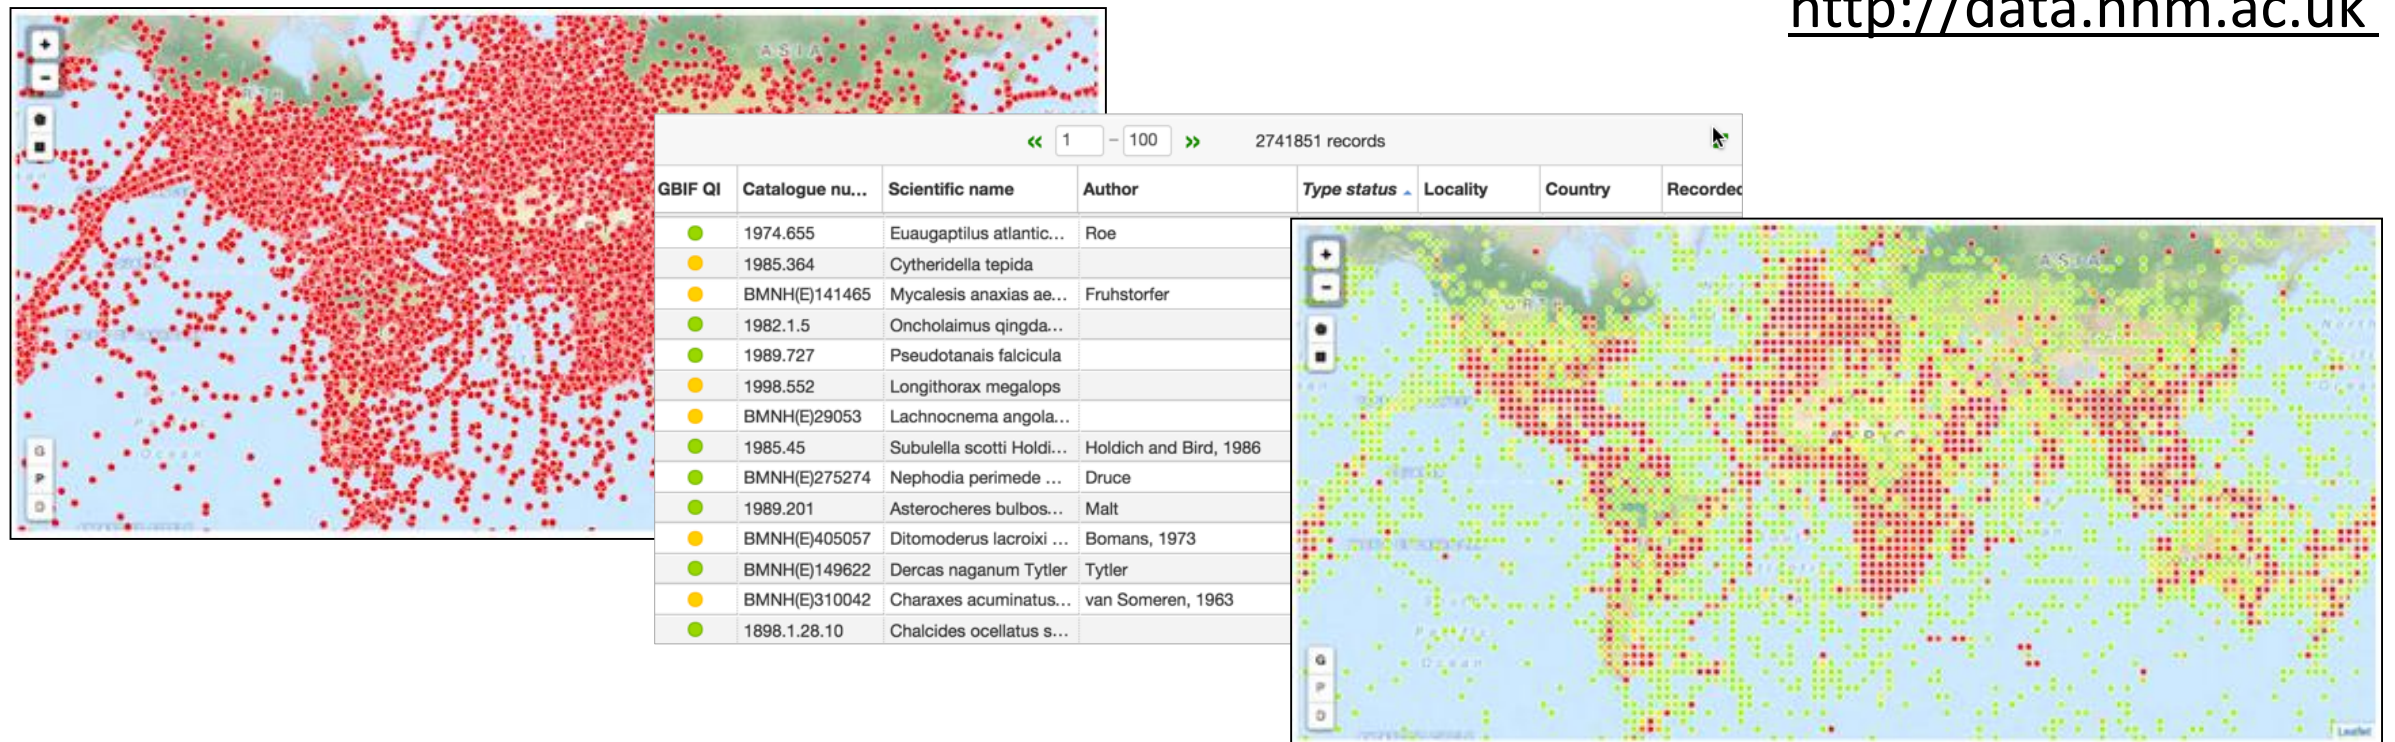 http://data.nhm.ac.uk
+
-
ASIA
G
P
D
« 1 – 100 » 2741851 records
GBIF QI Catalogue nu... Scientific name Author Type status Locality Country Recorded
1974.655 Euaugaptilus atlantic... Roe
1985.364 Cytheridella tepida
BMNH(E)141465 Mycalesis anaxias ae... Fruhstorfer
1982.1.5 Oncholaimus qingda...
1989.727 Pseudotanais falcicula
1998.552 Longithorax megalops
BMNH(E)29053 Lachnocnema angola...
1985.45 Subulella scotti Holdi... Holdich and Bird, 1986
BMNH(E)275274 Nephodia perimede ... Druce
1989.201 Asterocheres bulbos... Malt
BMNH(E)405057 Ditomoderus lacroixi ... Bomans, 1973
BMNH(E)149622 Dercas naganum Tytler Tytler
BMNH(E)310042 Charaxes acuminatus... van Someren, 1963
1898.1.28.10 Chalcides ocellatus s...
+
-
ASIA
Pacific
Ocean
G
P
D
Leaflet